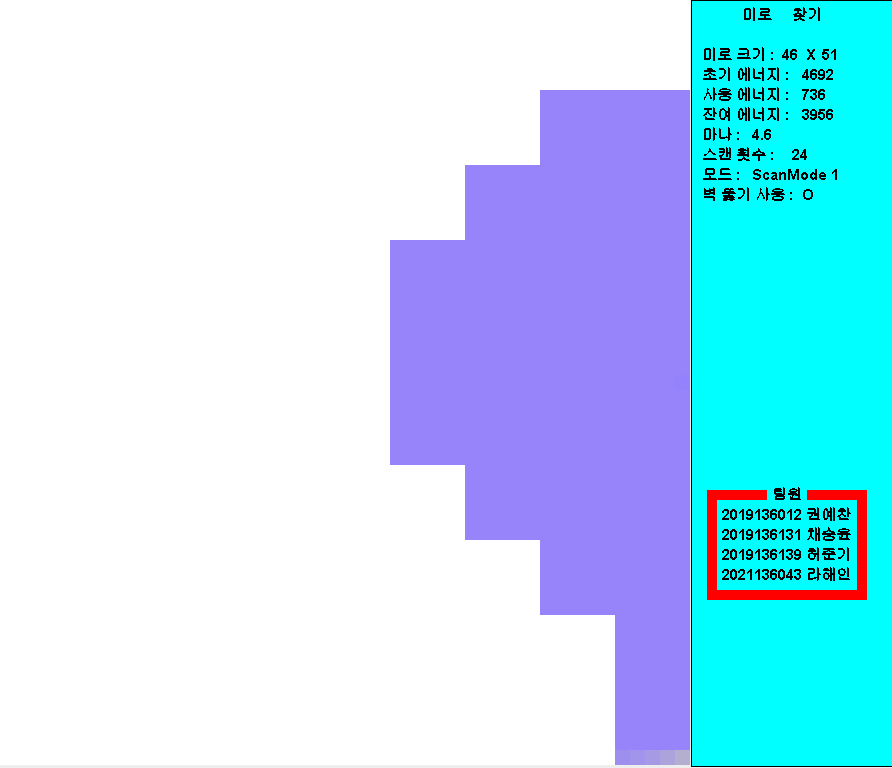 미로 찾기
미로 크기 : 46 X 51
초기 에너지 : 4692
사용 에너지 : 736
잔여 에너지 : 3956
마나 : 4.6
스캔 횟수 : 24
모드 : ScanMode 1
벽 뚫기 사용 : O
팀원
2019136012 권예찬
2019136131 채승윤
2019136139 허준기
2021136043 라해인